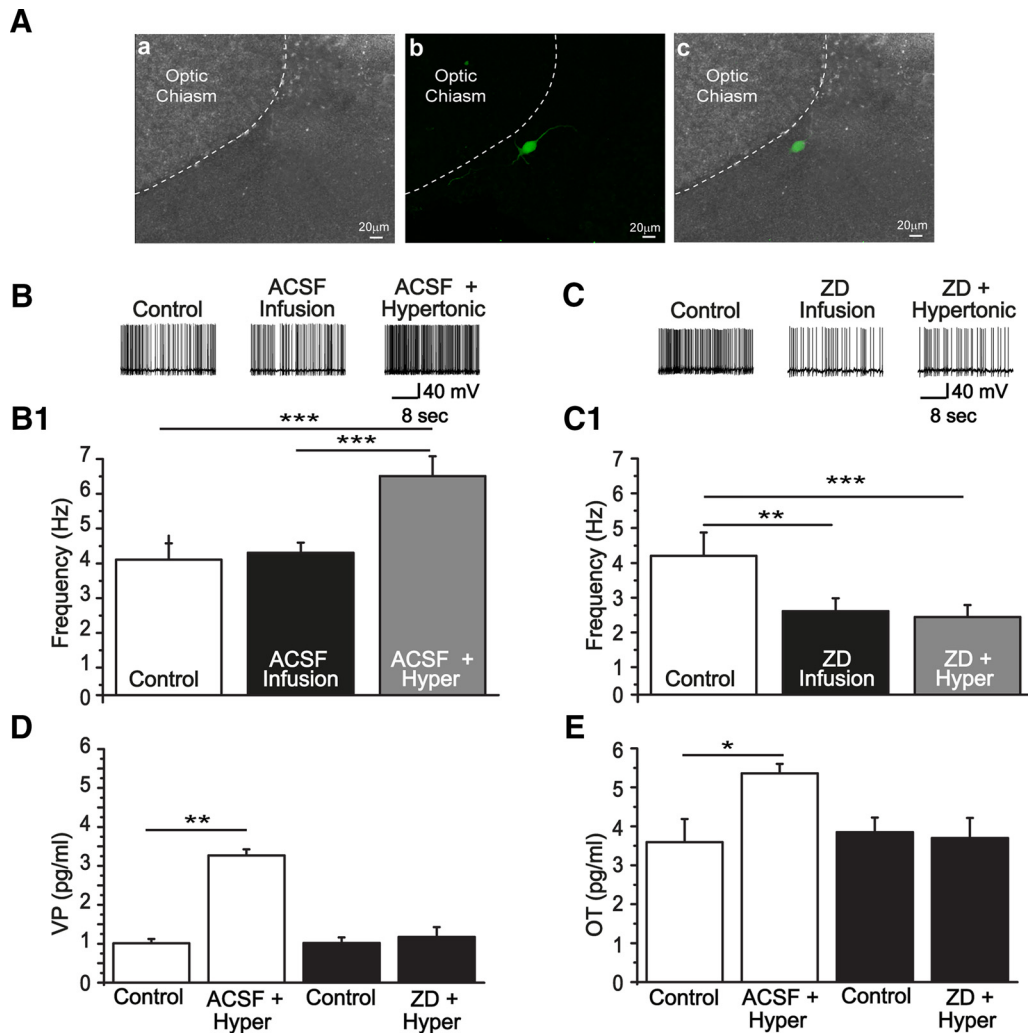 A
a
Optic
Chiasm
20μm
b
Optic
Chiasm
20μm
c
Optic
Chiasm
20μm
B
Control
ACSF
Infusion
ACSF +
Hypertonic
40 mV
8 sec
C
Control
ZD
Infusion
ZD +
Hypertonic
40 mV
8 sec
B1
***
***
Frequency (Hz)
7
6
5
4
3
2
1
0
Control
ACSF
Infusion
ACSF +
Hyper
C1
***
**
Frequency (Hz)
7
6
5
4
3
2
1
0
Control
ZD
Infusion
ZD +
Hyper
D
**
VP (pg/ml)
6
5
4
3
2
1
0
Control
ACSF +
Hyper
Control
ZD +
Hyper
E
*
OT (pg/ml)
6
5
4
3
2
1
0
Control
ACSF +
Hyper
Control
ZD +
Hyper